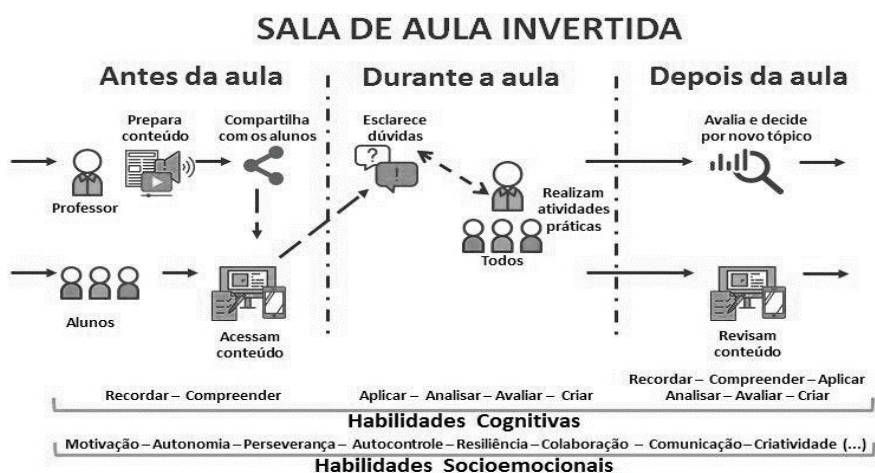 SALA DE AULA INVERTIDA
Antes da aula
Prepara
conteúdo
Compartilha
com os alunos
Professor
Alunos
Acessam
conteúdo
Recordar – Compreender
Durante a aula
Esclarece
dúvidas
Realizam
atividades
práticas
Todos
Aplicar – Analisar – Avaliar – Criar
Depois da aula
Avalia e decide
por novo tópico
Revisam
conteúdo
Recordar – Compreender – Aplicar
Analisar – Avaliar – Criar
Habilidades Cognitivas
Motivação – Autonomia – Perseverança – Autocontrole – Resiliência – Colaboração – Comunicação – Criatividade (...)
Habilidades Socioemocionais